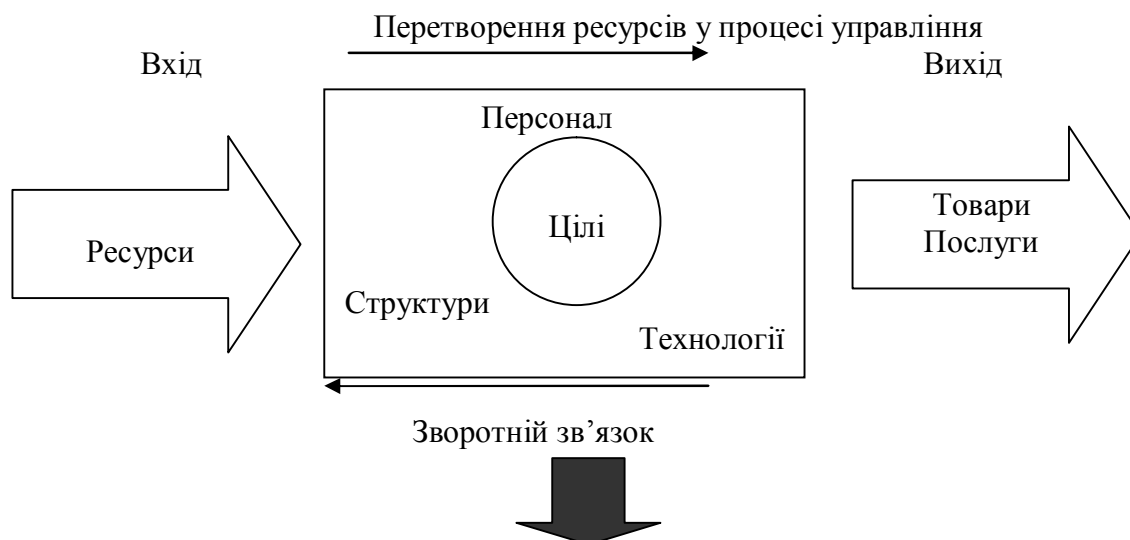 Перетворення ресурсів у процесі управління
Вхід
Вихід
Персонал
Цілі
Товари
Послуги
Ресурси
Структури
Технології
Зворотній зв’язок